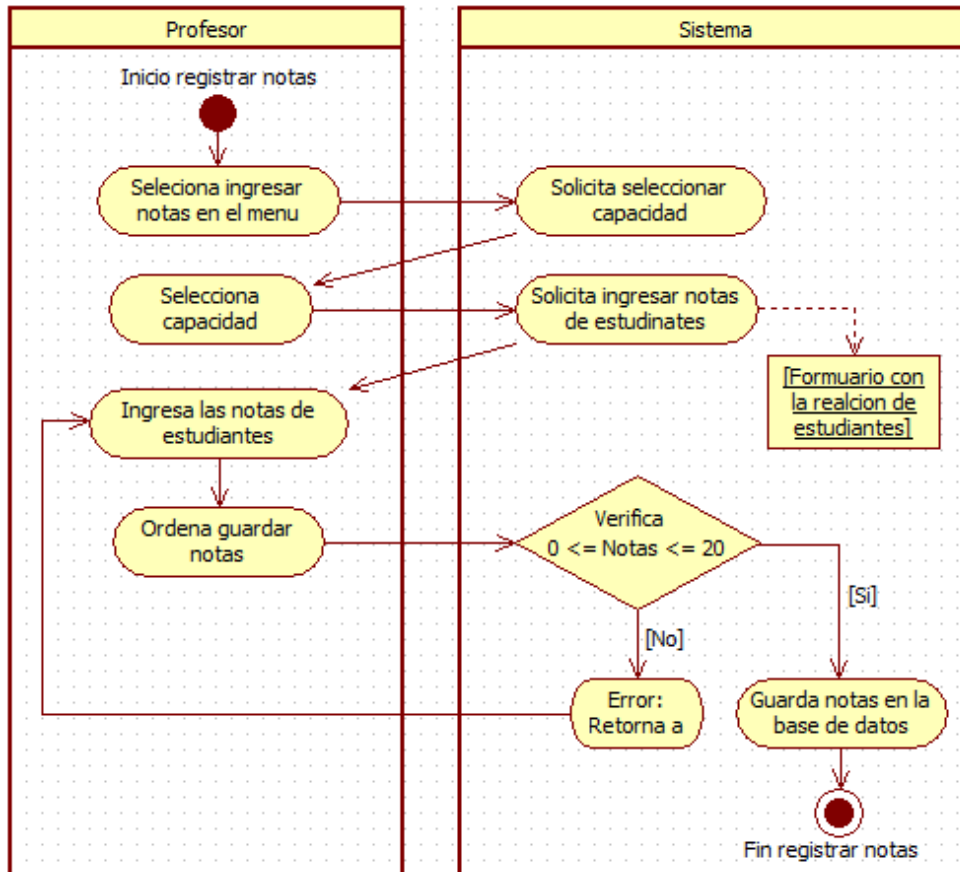 Profesor
Sistema
Inicio registrar notas
Seleciona ingresar
notas en el menu
Solicita seleccionar
capacidad
Selecciona
capacidad
Solicita ingresar notas
de estudinates
[Formuario con
la realcion de
estudiantes]
Ingresa las notas de
estudiantes
Ordena guardar
notas
Verifica
0 <= Notas <= 20
[Si]
[No]
Error:
Retorna a
Guarda notas en la
base de datos
Fin registrar notas